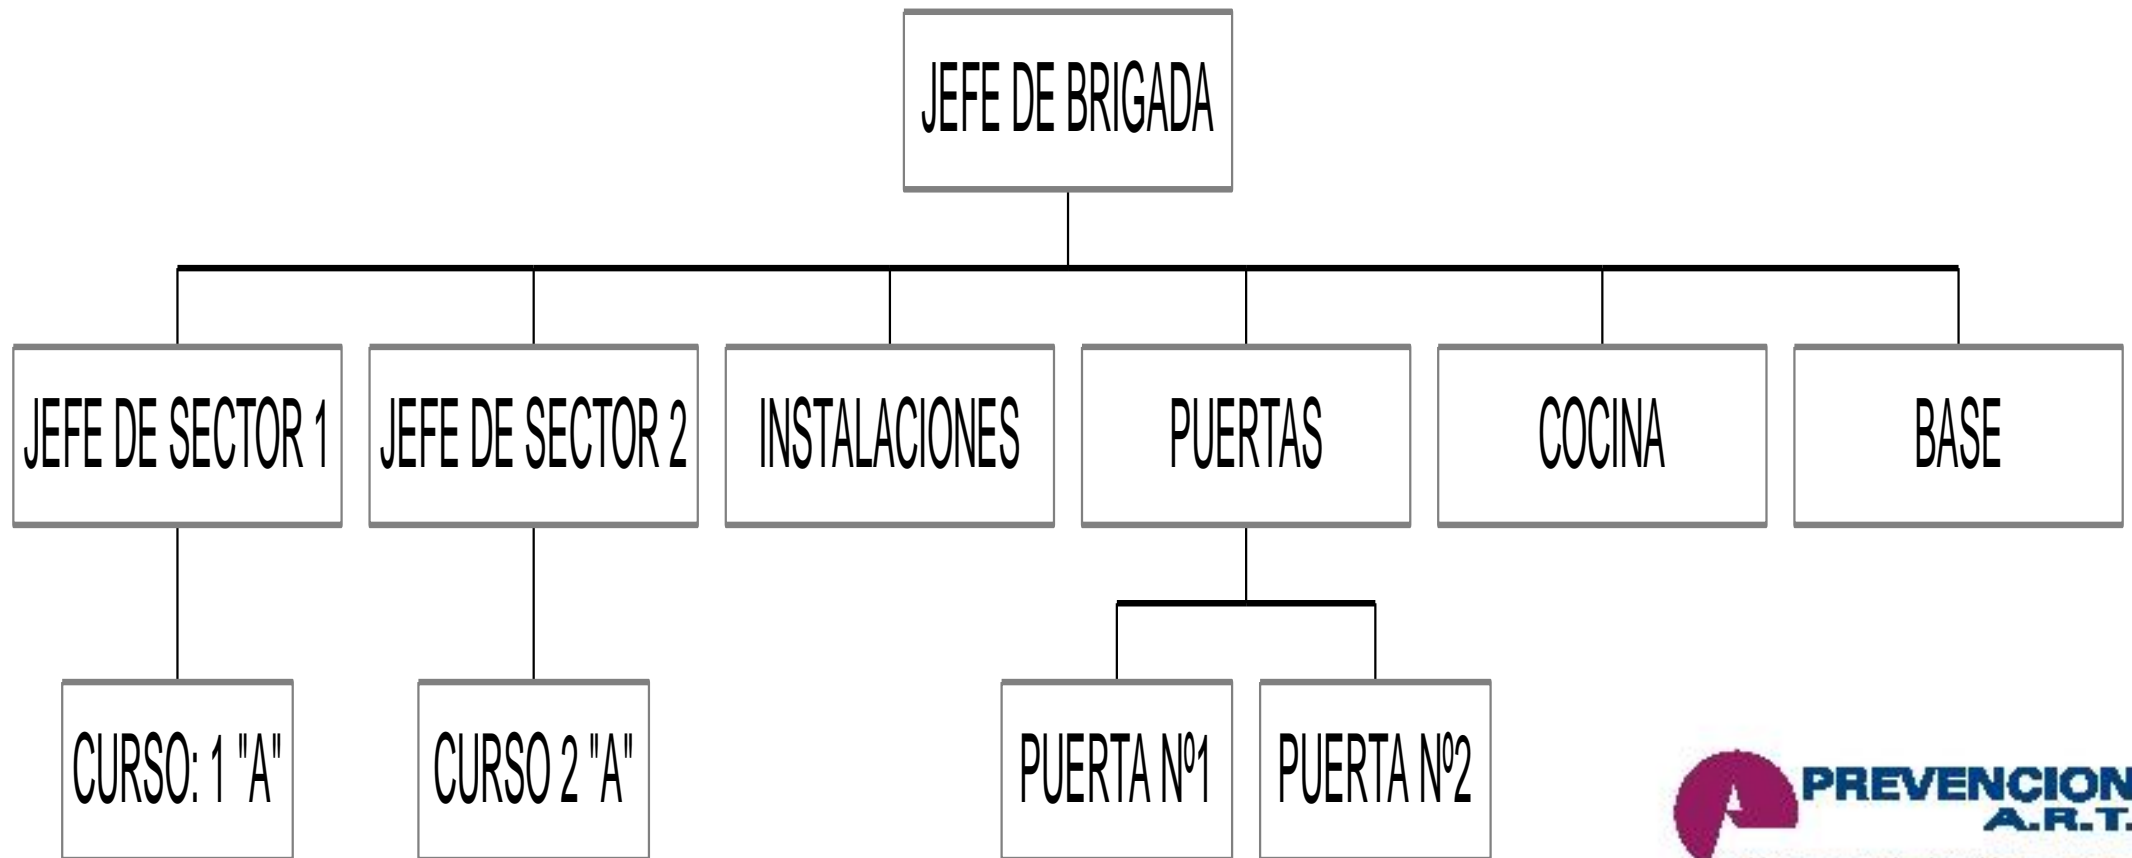 JEFE DE BRIGADA
JEFE DE SECTOR 1
JEFE DE SECTOR 2
INSTALACIONES
PUERTAS
COCINA
BASE
CURSO: 1 "A"
CURSO 2 "A"
PUERTA Nº1
PUERTA Nº2
PREVENCION
A.R.T.